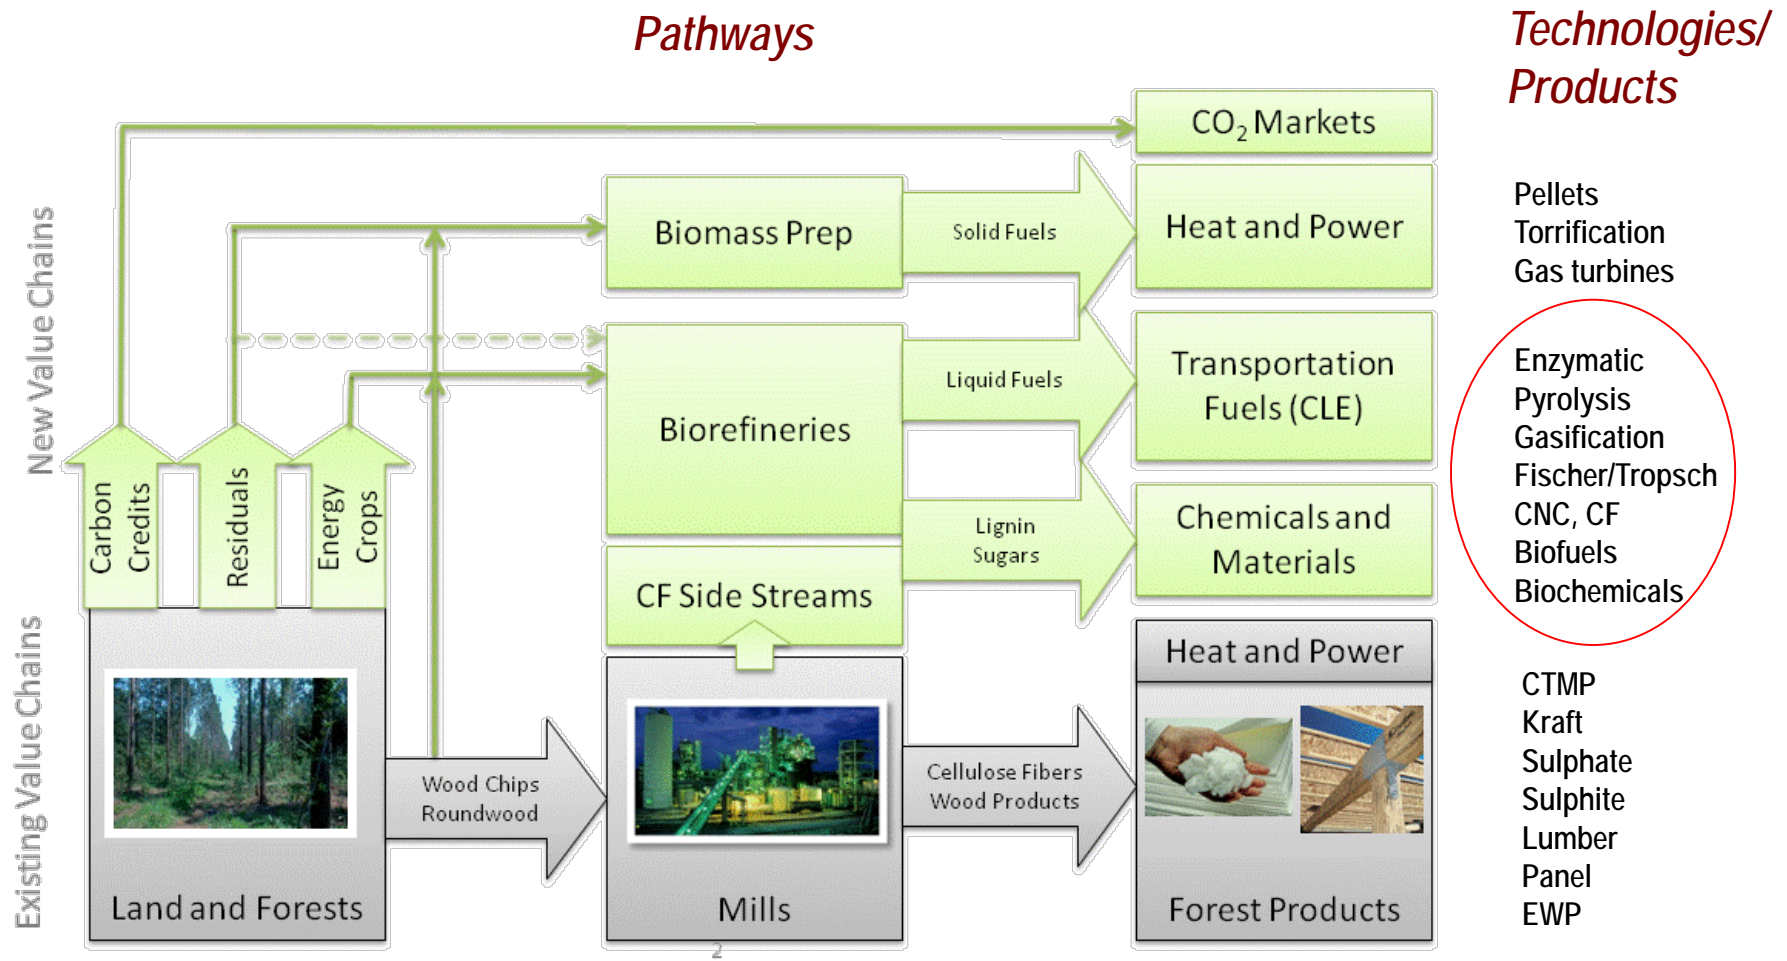 Pathways
Technologies/
Products
New Value Chains
Existing Value Chains
CO2 Markets
Biomass Prep
Solid Fuels
Heat and Power
Pellets
Torrification
Gas turbines
Biorefineries
Liquid Fuels
Transportation
Fuels (CLE)
Enzymatic
Pyrolysis
Gasification
Fischer/Tropsch
CNC, CF
Biofuels
Biochemicals
Carbon
Credits
Residuals
Energy
Crops
Lignin
Sugars
Chemicals and
Materials
CF Side Streams
Heat and Power
Wood Chips
Roundwood
Cellulose Fibers
Wood Products
CTMP
Kraft
Sulphate
Sulphite
Lumber
Panel
EWP
Land and Forests
Mills
Forest Products
2